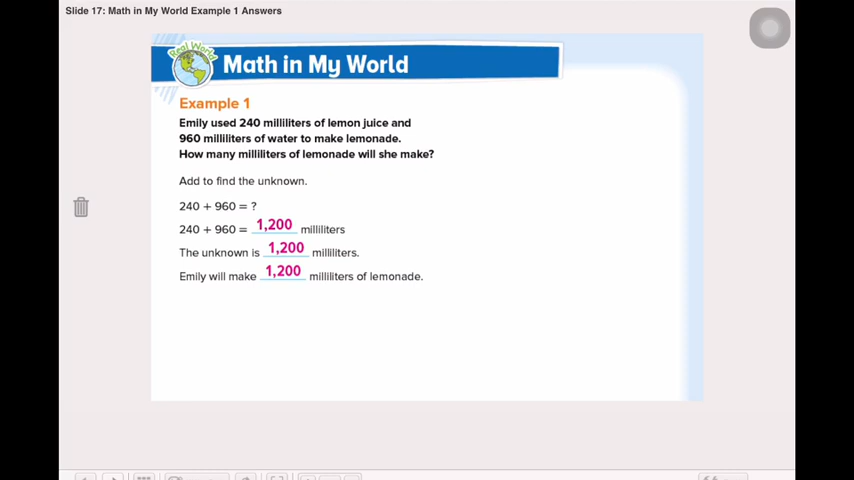 Slide 17: Math in My World Example 1 Answers
Real World
Math in My World
Example 1
Emily used 240 milliliters of lemon juice and
960 milliliters of water to make lemonade.
How many milliliters of lemonade will she make?
Add to find the unknown.
240 + 960 = ?
240 + 960 = 1,200 milliliters
The unknown is 1,200 milliliters.
Emily will make 1,200 milliliters of lemonade.